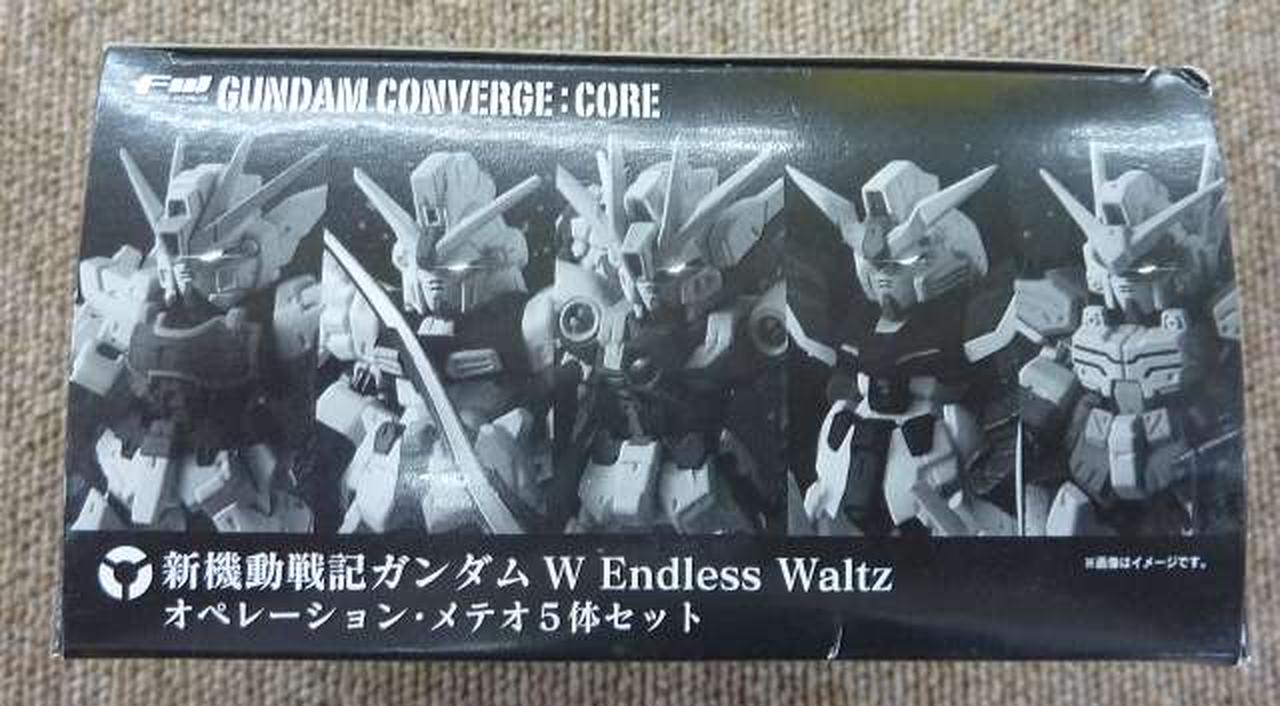 FW GUNDAM CONVERGE : CORE
新機動戦記ガンダム W Endless Waltz
オペレーション・メテオ5体セット
※画像はイメージです。